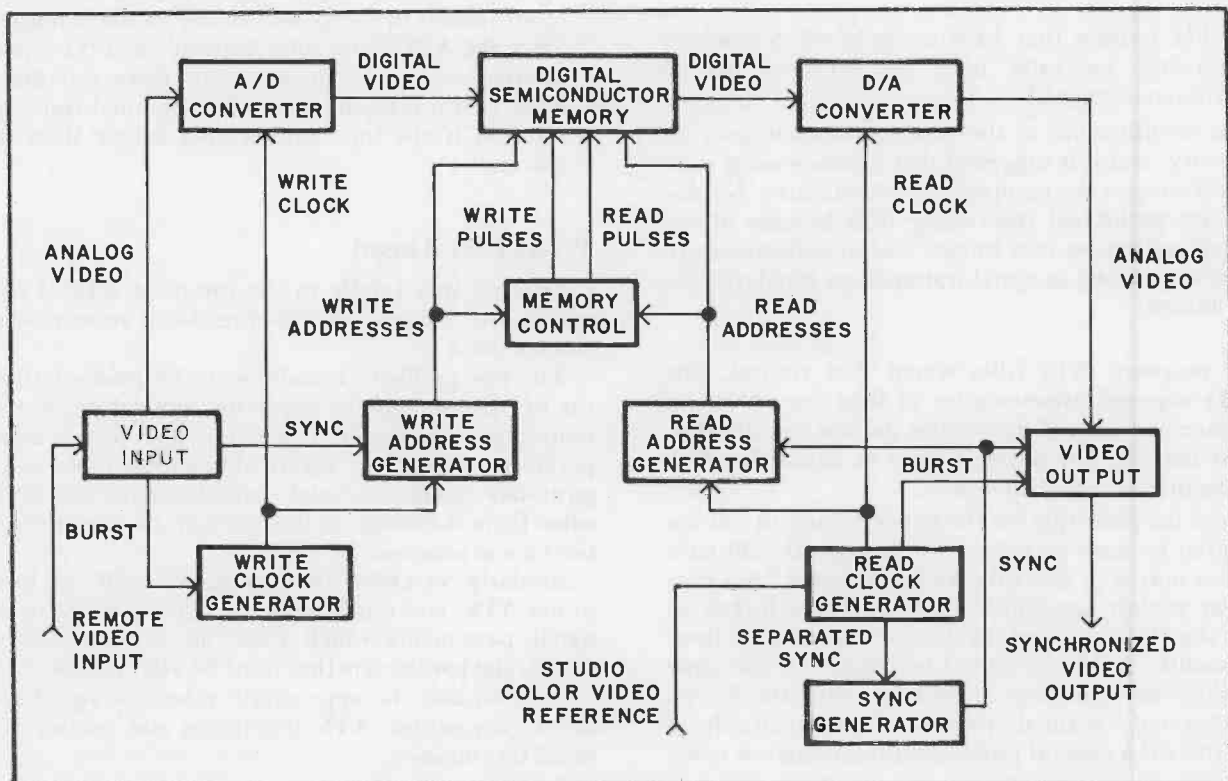 A/D
CONVERTER
DIGITAL
VIDEO
DIGITAL
SEMICONDUCTOR
MEMORY
DIGITAL
VIDEO
D/A
CONVERTER
WRITE
CLOCK
READ
CLOCK
WRITE
PULSES
READ
PULSES
ANALOG
VIDEO
ANALOG
VIDEO
WRITE
ADDRESSES
MEMORY
CONTROL
READ
ADDRESSES
VIDEO
INPUT
SYNC
WRITE
ADDRESS
GENERATOR
READ
ADDRESS
GENERATOR
BURST
VIDEO
OUTPUT
BURST
WRITE
CLOCK
GENERATOR
READ
CLOCK
GENERATOR
SYNC
REMOTE
VIDEO
INPUT
SEPARATED
SYNC
STUDIO
COLOR VIDEO
REFERENCE
SYNC
GENERATOR
SYNCHRONIZED
VIDEO
OUTPUT